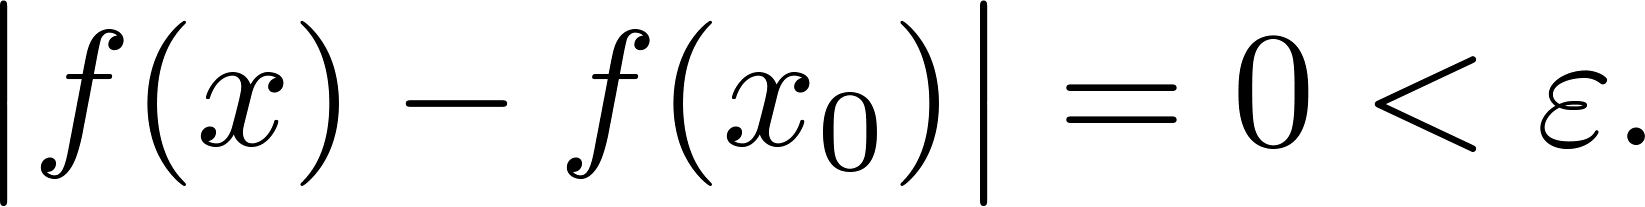 |f(x) − f(x₀)| = 0 < ε.